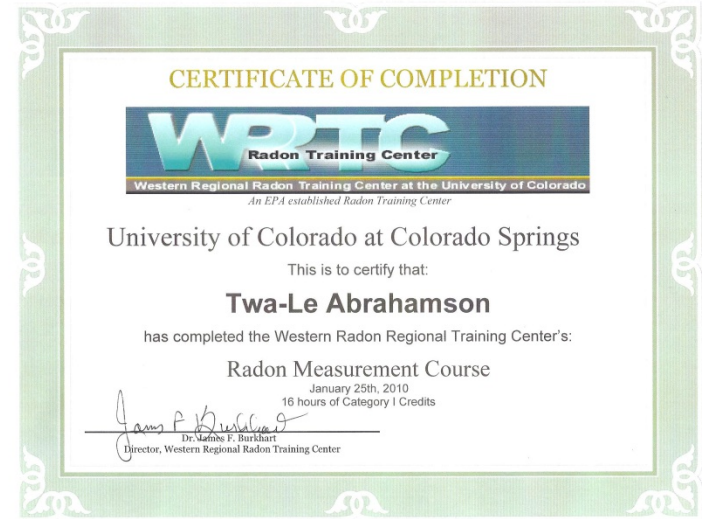 CERTIFICATE OF COMPLETION
WRRTC
Radon Training Center
Western Regional Radon Training Center at the University of Colorado
An EPA established Radon Training Center
University of Colorado at Colorado Springs
This is to certify that:
Twa-Le Abrahamson
has completed the Western Radon Regional Training Center's:
Radon Measurement Course
January 25th, 2010
16 hours of Category I Credits
James F Burkhart
Dr. James F. Burkhart
Director, Western Regional Radon Training Center